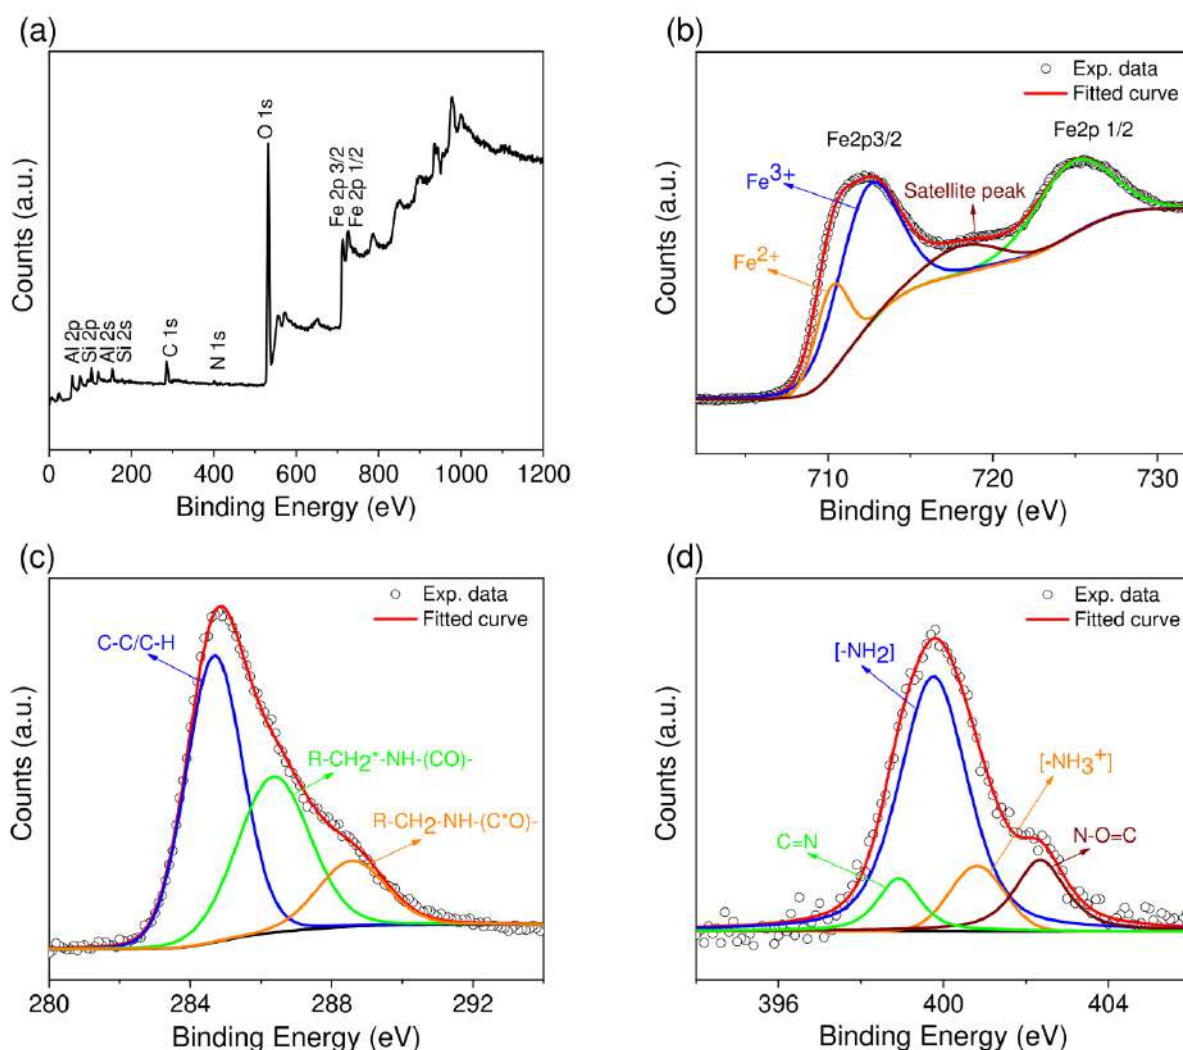 (a)
Counts (a.u.)
Al 2p
Si 2p
Al 2s
Si 2s
C 1s
N 1s
O 1s
Fe 2p 3/2
Fe 2p 1/2
0 200 400 600 800 1000 1200
Binding Energy (eV)
(b)
Counts (a.u.)
Exp. data
Fitted curve
Fe2p3/2
Fe2p 1/2
Fe3+
Satellite peak
Fe2+
710 720 730
Binding Energy (eV)
(c)
Counts (a.u.)
Exp. data
Fitted curve
C-C/C-H
R-CH2*-NH-(CO)-
R-CH2-NH-(C*O)-
280 284 288 292
Binding Energy (eV)
(d)
Counts (a.u.)
Exp. data
Fitted curve
[-NH2]
[-NH3+]
C=N
N-O=C
396 400 404
Binding Energy (eV)